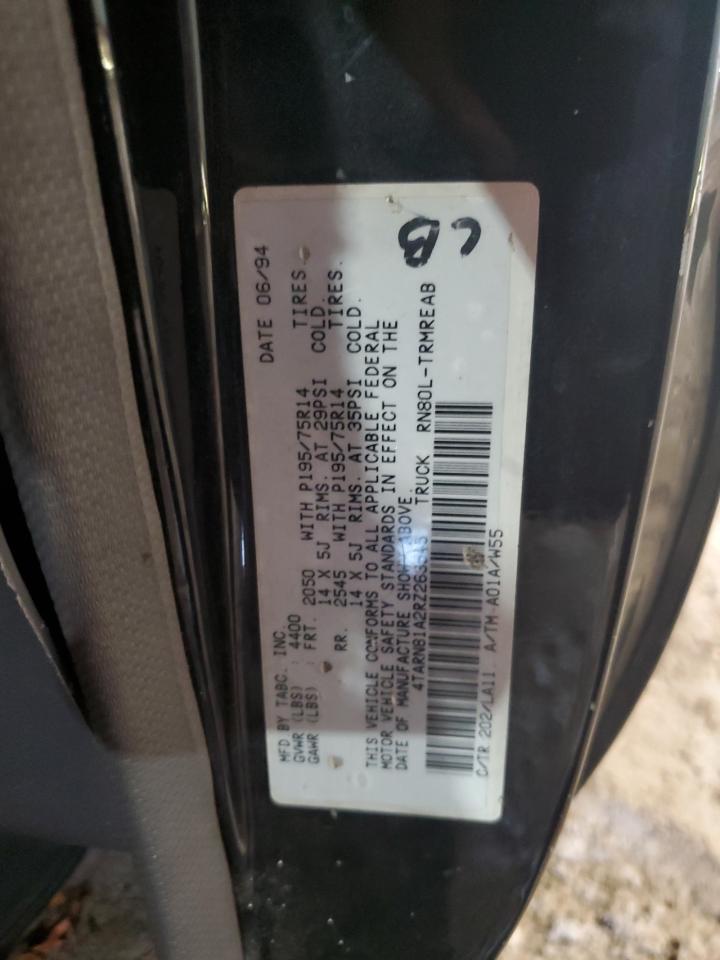 MFD BY TABC, INC. DATE 06/94
GVWR (LBS) : 4400
GAWR (LBS) : FRT. 2050 WITH P195/75R14 TIRES
14 X 5J RIMS. AT 29PSI COLD.
RR. 2545 WITH P195/75R14 TIRES.
14 X 5J RIMS. AT 35PSI COLD.
THIS VEHICLE CONFORMS TO ALL APPLICABLE FEDERAL
MOTOR VEHICLE SAFETY STANDARDS IN EFFECT ON THE
DATE OF MANUFACTURE SHOWN ABOVE.
TRUCK RN80L-TRMREAB
C/TR 202/LA11 A/TM-A01A/W55
CB